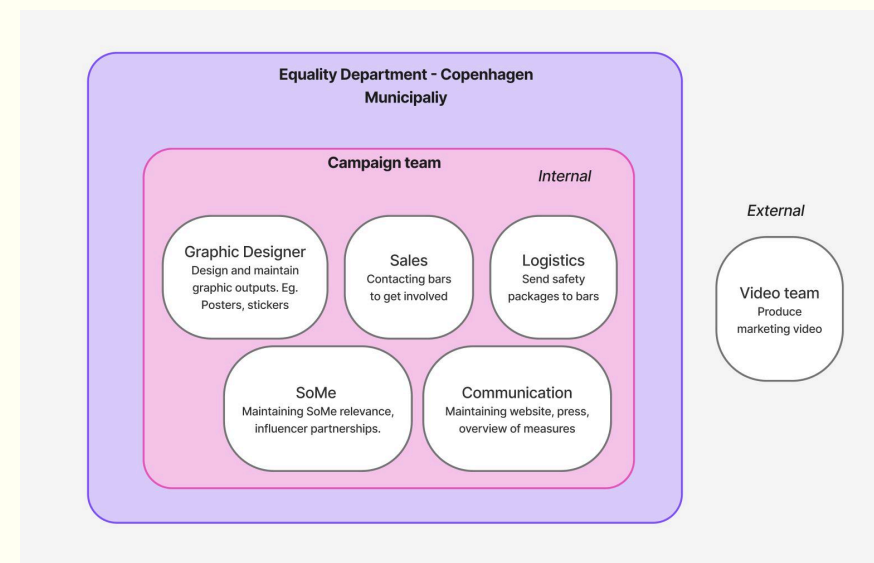 Equality Department - Copenhagen
Municipaliy
Campaign team
Internal
External
Graphic Designer
Design and maintain
graphic outputs. Eg.
Posters, stickers
Sales
Contacting bars
to get involved
Logistics
Send safety
packages to bars
Video team
Produce
marketing video
SoMe
Maintaining SoMe relevance,
influencer partnerships.
Communication
Maintaining website, press,
overview of measures